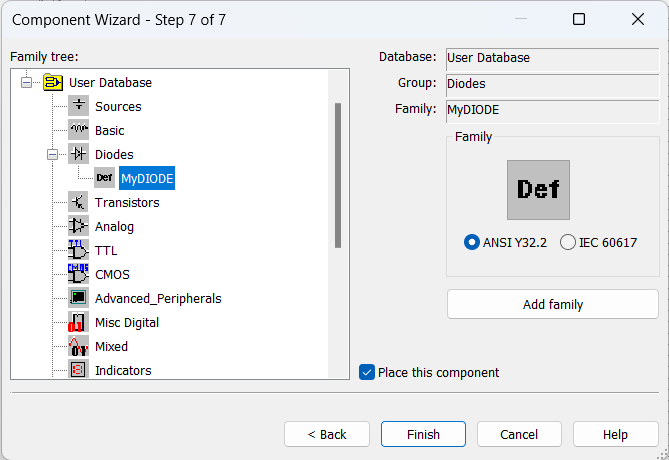 Component Wizard - Step 7 of 7
Family tree:
User Database
Sources
Basic
Diodes
Def MyDIODE
Transistors
Analog
TTL TTL
CMOS CMOS
Advanced_Peripherals
Misc Digital
Mixed
Indicators
Database: User Database
Group: Diodes
Family: MyDIODE
Family
Def
ANSI Y32.2 IEC 60617
Add family
Place this component
< Back Finish Cancel Help